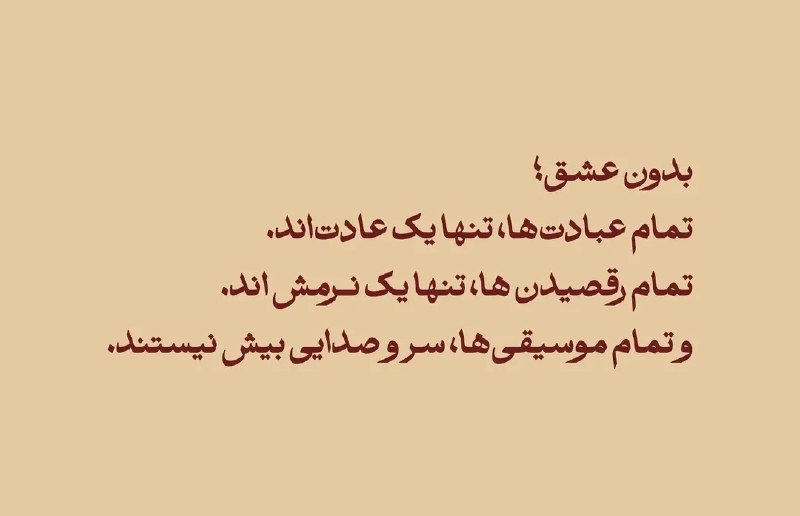 بدون عشق؛
تمام عبادت‌ها، تنها یک عادت‌اند.
تمام رقصیدن ها، تنها یک نرمش اند.
و تمام موسیقی‌ها، سر و صدایی بیش نیستند.